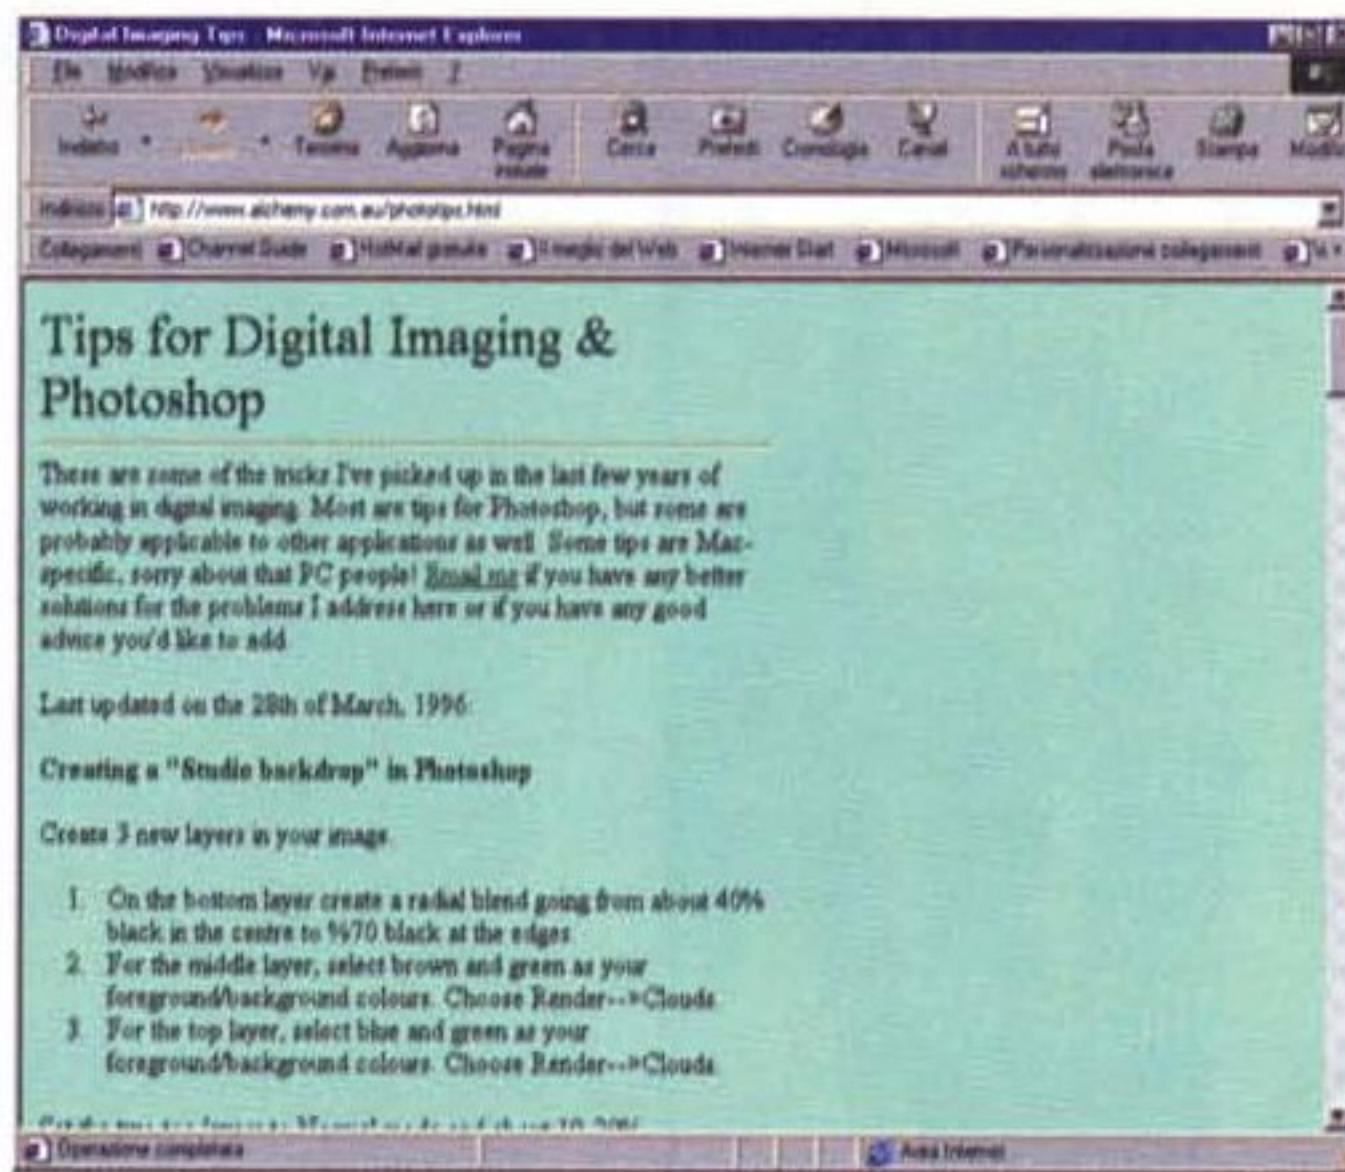 Digital Imaging Tips - Microsoft Internet Explorer
File Modifica Visualizza Vai Preferiti ?
Indietro Termina Aggiorna Pagina iniziale Cerca Preferiti Cronologia Canali A tutto schermo Posta elettronica Stampa Modifica
Indirizzo http://www.alchemy.com.au/phototips.html
Collegamenti Channel Guide HotMail gratuita Il meglio del Web Internet Start Microsoft Personalizzazione collegamenti
Tips for Digital Imaging &
Photoshop
These are some of the tricks I've picked up in the last few years of
working in digital imaging. Most are tips for Photoshop, but some are
probably applicable to other applications as well. Some tips are Mac-
specific, sorry about that PC people! Email me if you have any better
solutions for the problems I address here or if you have any good
advice you'd like to add.
Last updated on the 28th of March, 1996.
Creating a "Studio backdrop" in Photoshop
Create 3 new layers in your image.
1. On the bottom layer create a radial blend going from about 40%
black in the centre to %70 black at the edges.
2. For the middle layer, select brown and green as your
foreground/background colours. Choose Render-->Clouds.
3. For the top layer, select blue and green as your
foreground/background colours. Choose Render-->Clouds.
Operazione completata Area Internet